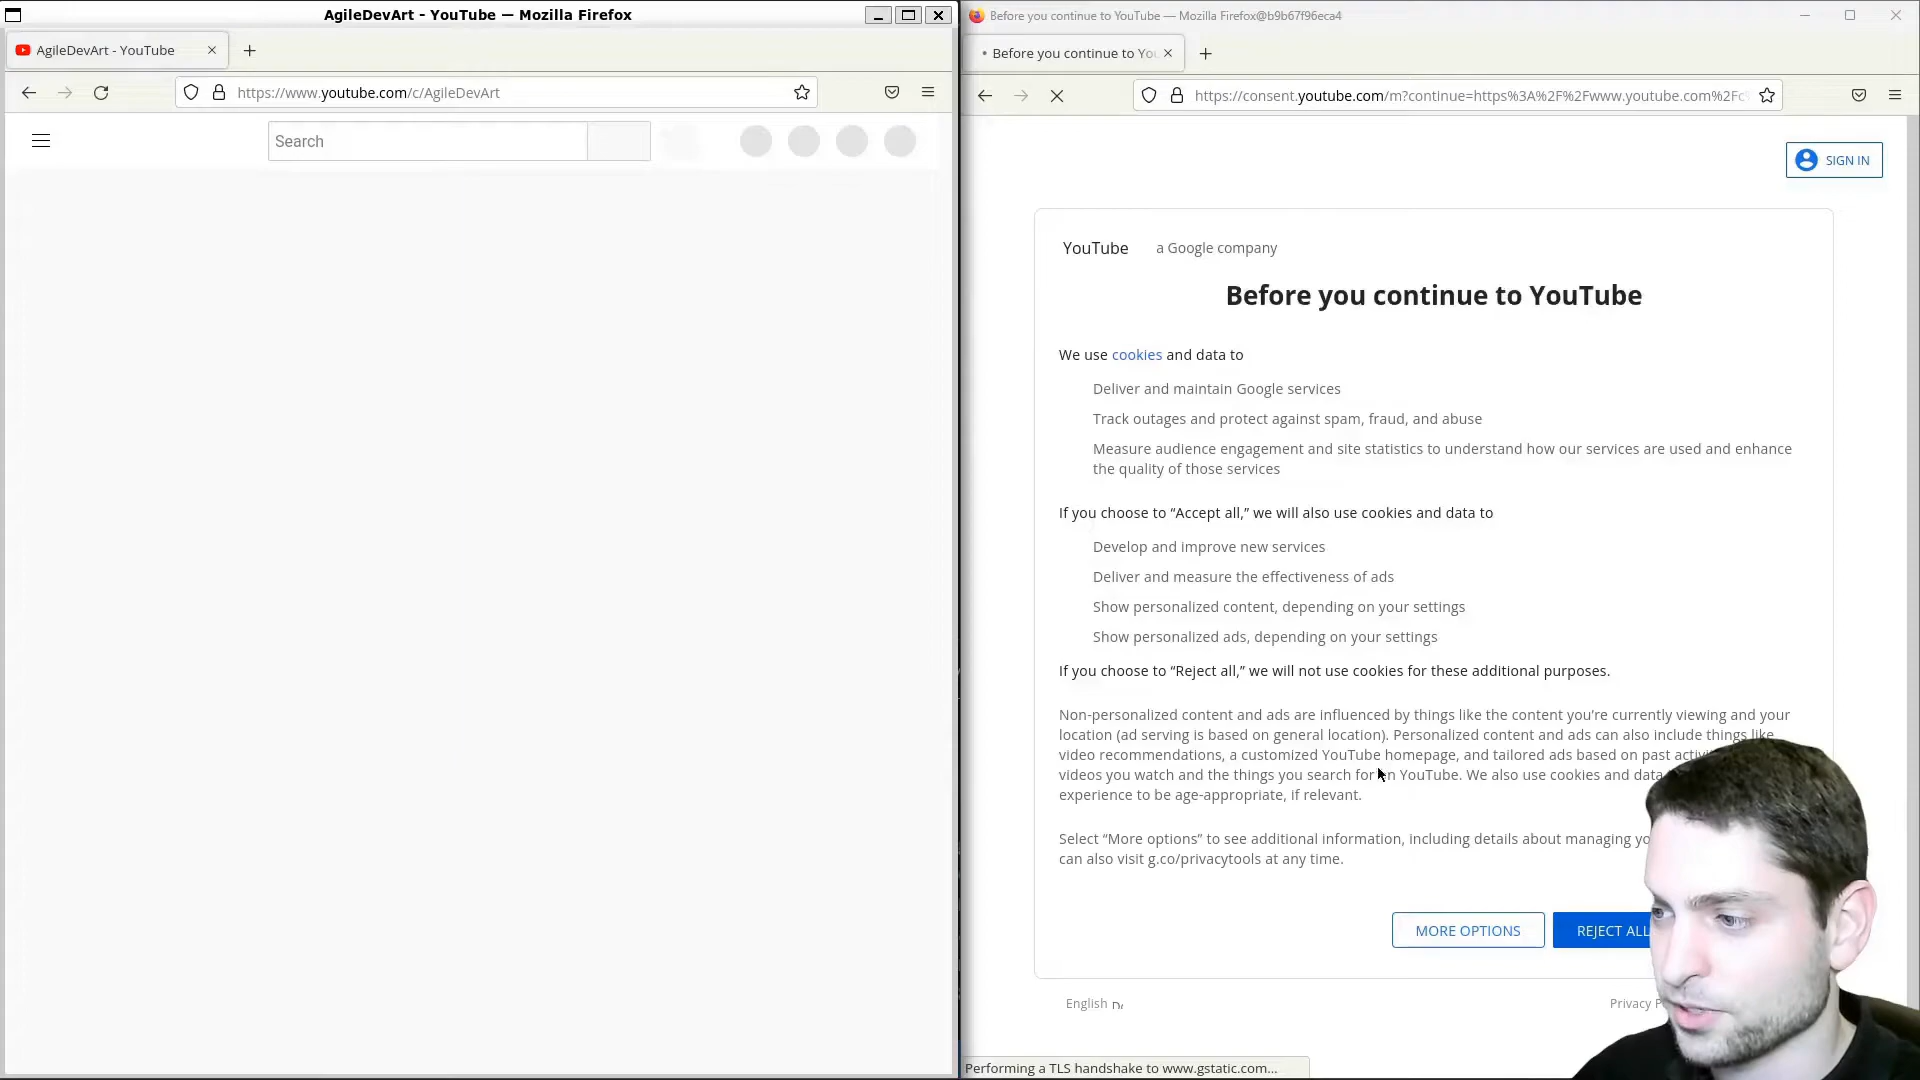 AgileDevArt - YouTube — Mozilla Firefox
AgileDevArt - YouTube
https://www.youtube.com/c/AgileDevArt
Search
Before you continue to YouTube — Mozilla Firefox@b9b67f96eca4
Before you continue to You
https://consent.youtube.com/m?continue=https%3A%2F%2Fwww.youtube.com%2Fc
SIGN IN
YouTube a Google company
Before you continue to YouTube
We use cookies and data to
Deliver and maintain Google services
Track outages and protect against spam, fraud, and abuse
Measure audience engagement and site statistics to understand how our services are used and enhance
the quality of those services
If you choose to “Accept all,” we will also use cookies and data to
Develop and improve new services
Deliver and measure the effectiveness of ads
Show personalized content, depending on your settings
Show personalized ads, depending on your settings
If you choose to “Reject all,” we will not use cookies for these additional purposes.
Non-personalized content and ads are influenced by things like the content you're currently viewing and your
location (ad serving is based on general location). Personalized content and ads can also include things like
video recommendations, a customized YouTube homepage, and tailored ads based on past
videos you watch and the things you search for on YouTube. We also use cookies and data
experience to be age-appropriate, if relevant.
Select “More options” to see additional information, including details about managing
can also visit g.co/privacytools at any time.
MORE OPTIONS
REJECT ALL
English
Privacy
Performing a TLS handshake to www.gstatic.com...